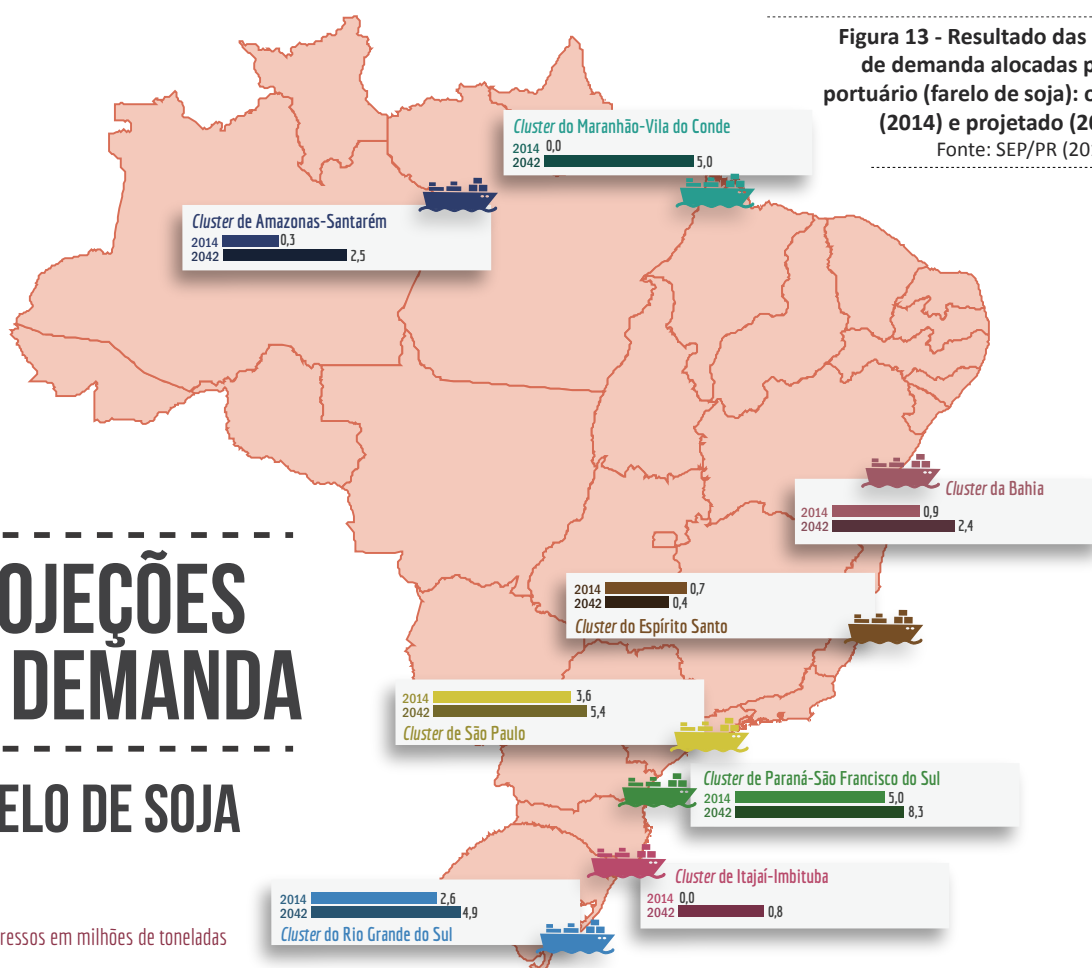 Figura 13 - Resultado das
de demanda alocadas
portuário (farelo de soja):
(2014) e projetado
Fonte: SEP/PR
Cluster do Maranhão-Vila do Conde
2014 0,0
2042 5,0
Cluster de Amazonas-Santarém
2014 0,3
2042 2,5
Cluster da Bahia
2014 0,9
2042 2,4
2014 0,7
2042 0,4
Cluster do Espírito Santo
OJEÇÕES
DEMANDA
ELO DE SOJA
2014 3,6
2042 5,4
Cluster de São Paulo
Cluster de Paraná-São Francisco do Sul
2014 5,0
2042 8,3
Cluster de Itajaí-Imbituba
2014 0,0
2042 0,8
2014 2,6
2042 4,9
Cluster do Rio Grande do Sul
ressos em milhões de toneladas